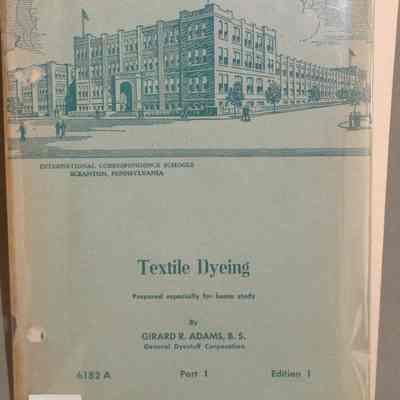 INTERNATIONAL CORRESPONDENCE SCHOOLS
SCRANTON, PENNSYLVANIA
Textile Dyeing
Prepared especially for home study
By
GIRARD R. ADAMS, B. S.
General Dyestuff Corporation
6182 A Part 1 Edition 1